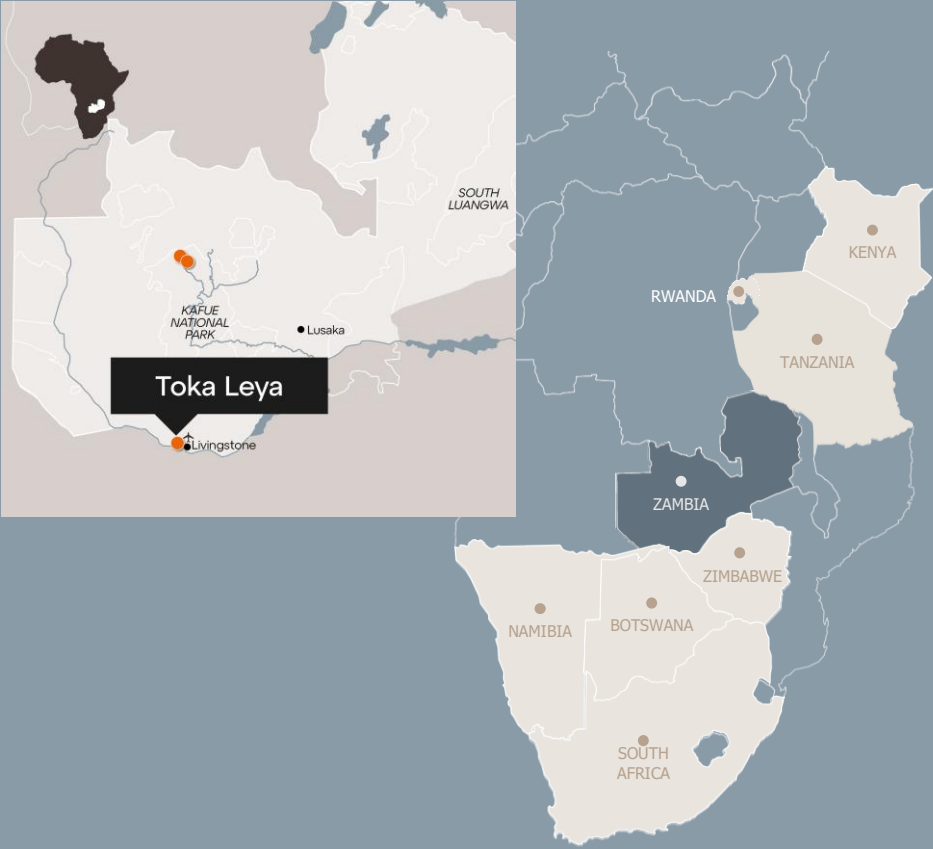 SOUTH
LUANGWA
KAFUE
NATIONAL
PARK
Lusaka
Toka Leya
Livingstone
KENYA
RWANDA
TANZANIA
ZAMBIA
ZIMBABWE
NAMIBIA
BOTSWANA
SOUTH
AFRICA